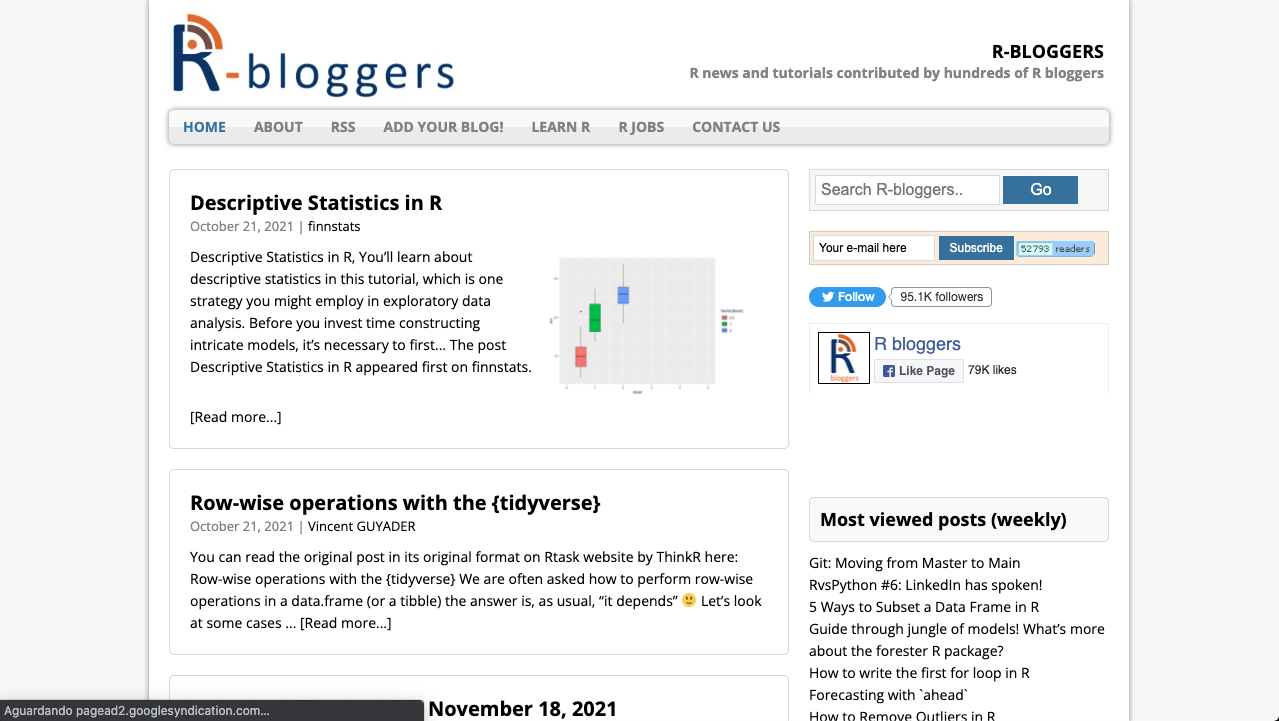 R-bloggers
R-BLOGGERS
R news and tutorials contributed by hundreds of R bloggers
HOME ABOUT RSS ADD YOUR BLOG! LEARN R R JOBS CONTACT US
Descriptive Statistics in R
October 21, 2021 | finnstats
Descriptive Statistics in R, You’ll learn about
descriptive statistics in this tutorial, which is one
strategy you might employ in exploratory data
analysis. Before you invest time constructing
intricate models, it’s necessary to first… The post
Descriptive Statistics in R appeared first on finnstats.
[Read more...]
Row-wise operations with the {tidyverse}
October 21, 2021 | Vincent GUYADER
You can read the original post in its original format on Rtask website by ThinkR here:
Row-wise operations with the {tidyverse} We are often asked how to perform row-wise
operations in a data.frame (or a tibble) the answer is, as usual, “it depends” 🙂 Let’s look
at some cases ... [Read more...]
November 18, 2021
Search R-bloggers.. Go
Your e-mail here Subscribe 52793 readers
Follow 95.1K followers
R bloggers
bloggers
Like Page 79K likes
Most viewed posts (weekly)
Git: Moving from Master to Main
RvsPython #6: LinkedIn has spoken!
5 Ways to Subset a Data Frame in R
Guide through jungle of models! What’s more
about the forester R package?
How to write the first for loop in R
Forecasting with `ahead`
How to Remove Outliers in R
Aguardando pagead2.googlesyndication.com...